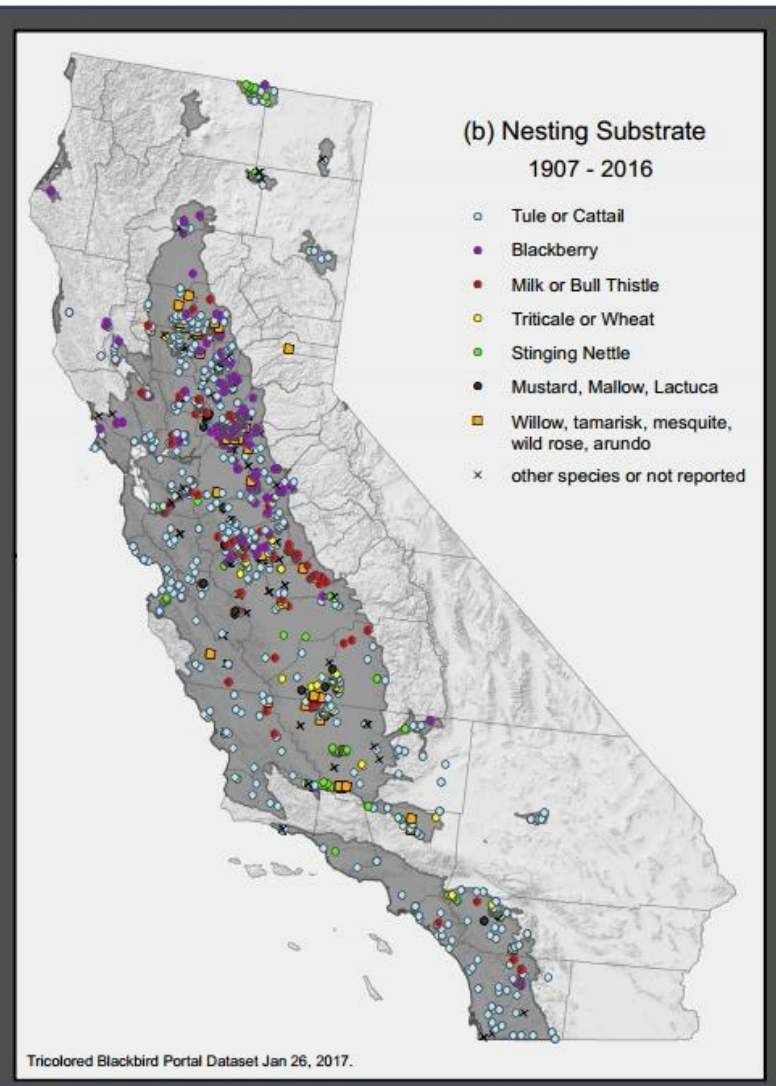 (b) Nesting Substrate
1907 - 2016
Tule or Cattail
Blackberry
Milk or Bull Thistle
Triticale or Wheat
Stinging Nettle
Mustard, Mallow, Lactuca
Willow, tamarisk, mesquite,
wild rose, arundo
other species or not reported
Tricolored Blackbird Portal Dataset Jan 26, 2017.